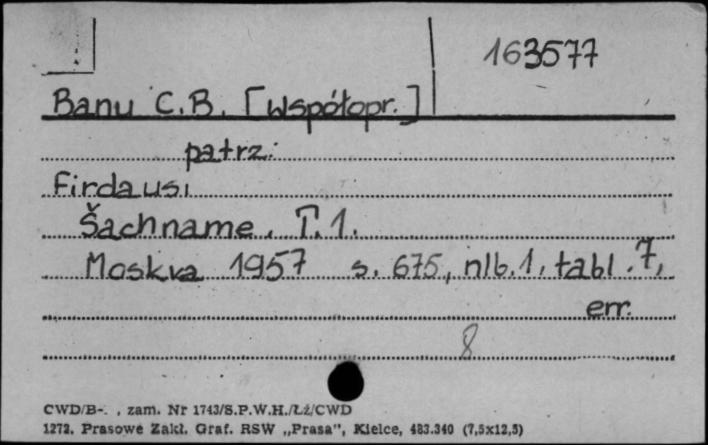 163577
Banu C.B. [Współopr.]
patrz:
Firdausi
Šachname. T.1.
Moskva 1957 s. 675, nlb.1, tabl. 7,
err.
8
CWD/B-. , zam. Nr 1743/S.P.W.H./Łź/CWD
1272. Prasowe Zakł. Graf. RSW „Prasa”, Kielce, 483.340 (7,5x12,5)